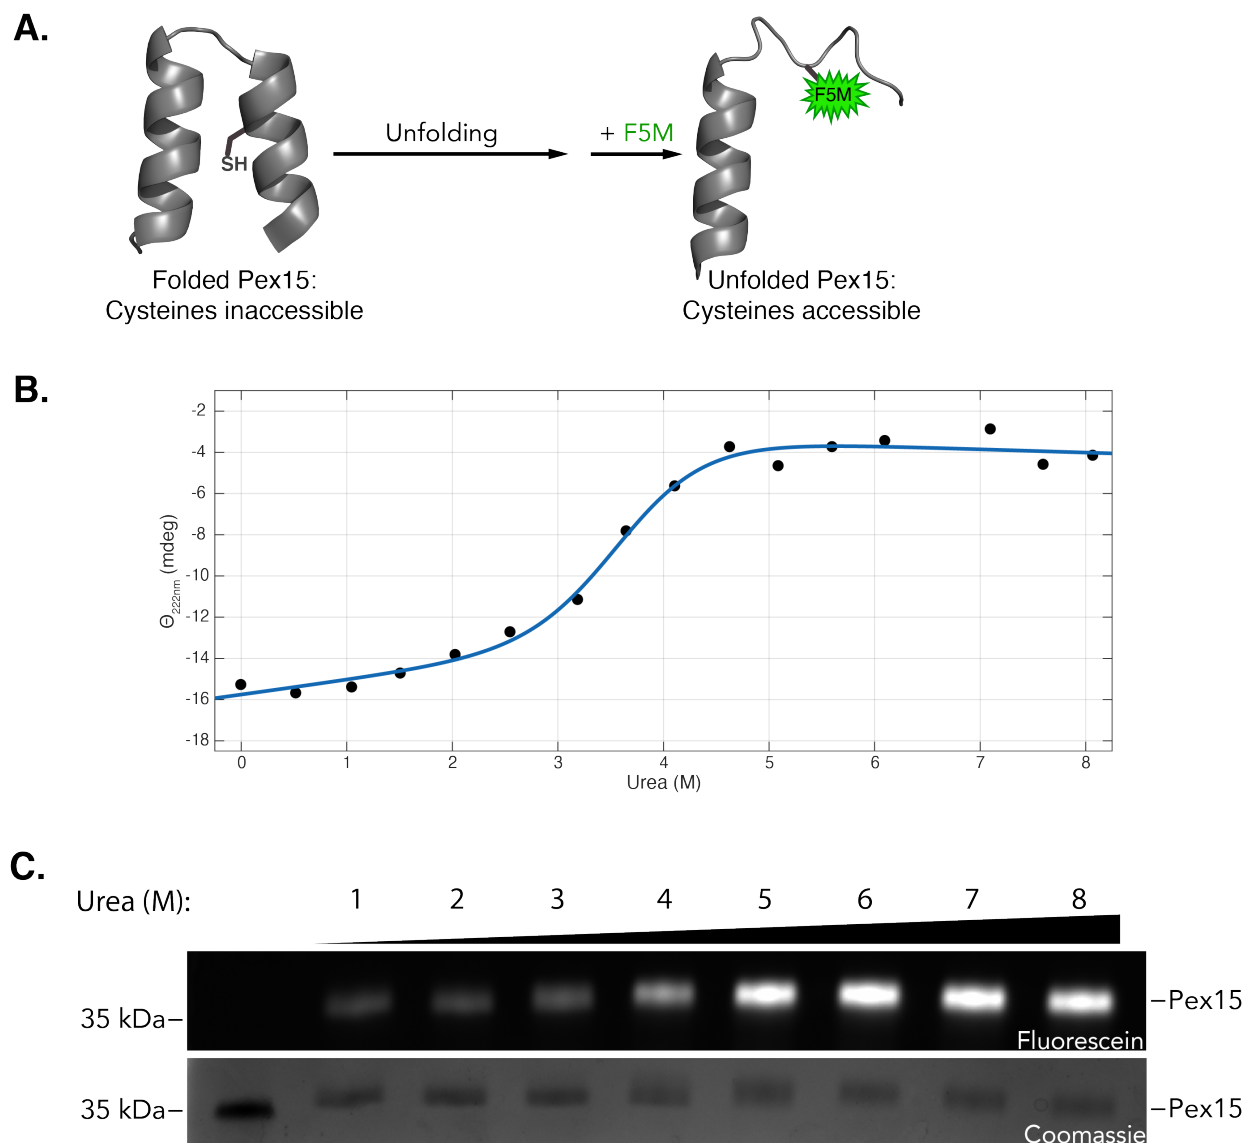 A.
Unfolding
+ F5M
F5M
SH
Folded Pex15:
Cysteines inaccessible
Unfolded Pex15:
Cysteines accessible
B.
-2
-4
-6
-8
-10
-12
-14
-16
-18
Θ222nm (mdeg)
0 1 2 3 4 5 6 7 8
Urea (M)
C.
Urea (M): 1 2 3 4 5 6 7 8
35 kDa–
–Pex15
Fluorescein
35 kDa–
–Pex15
Coomassie